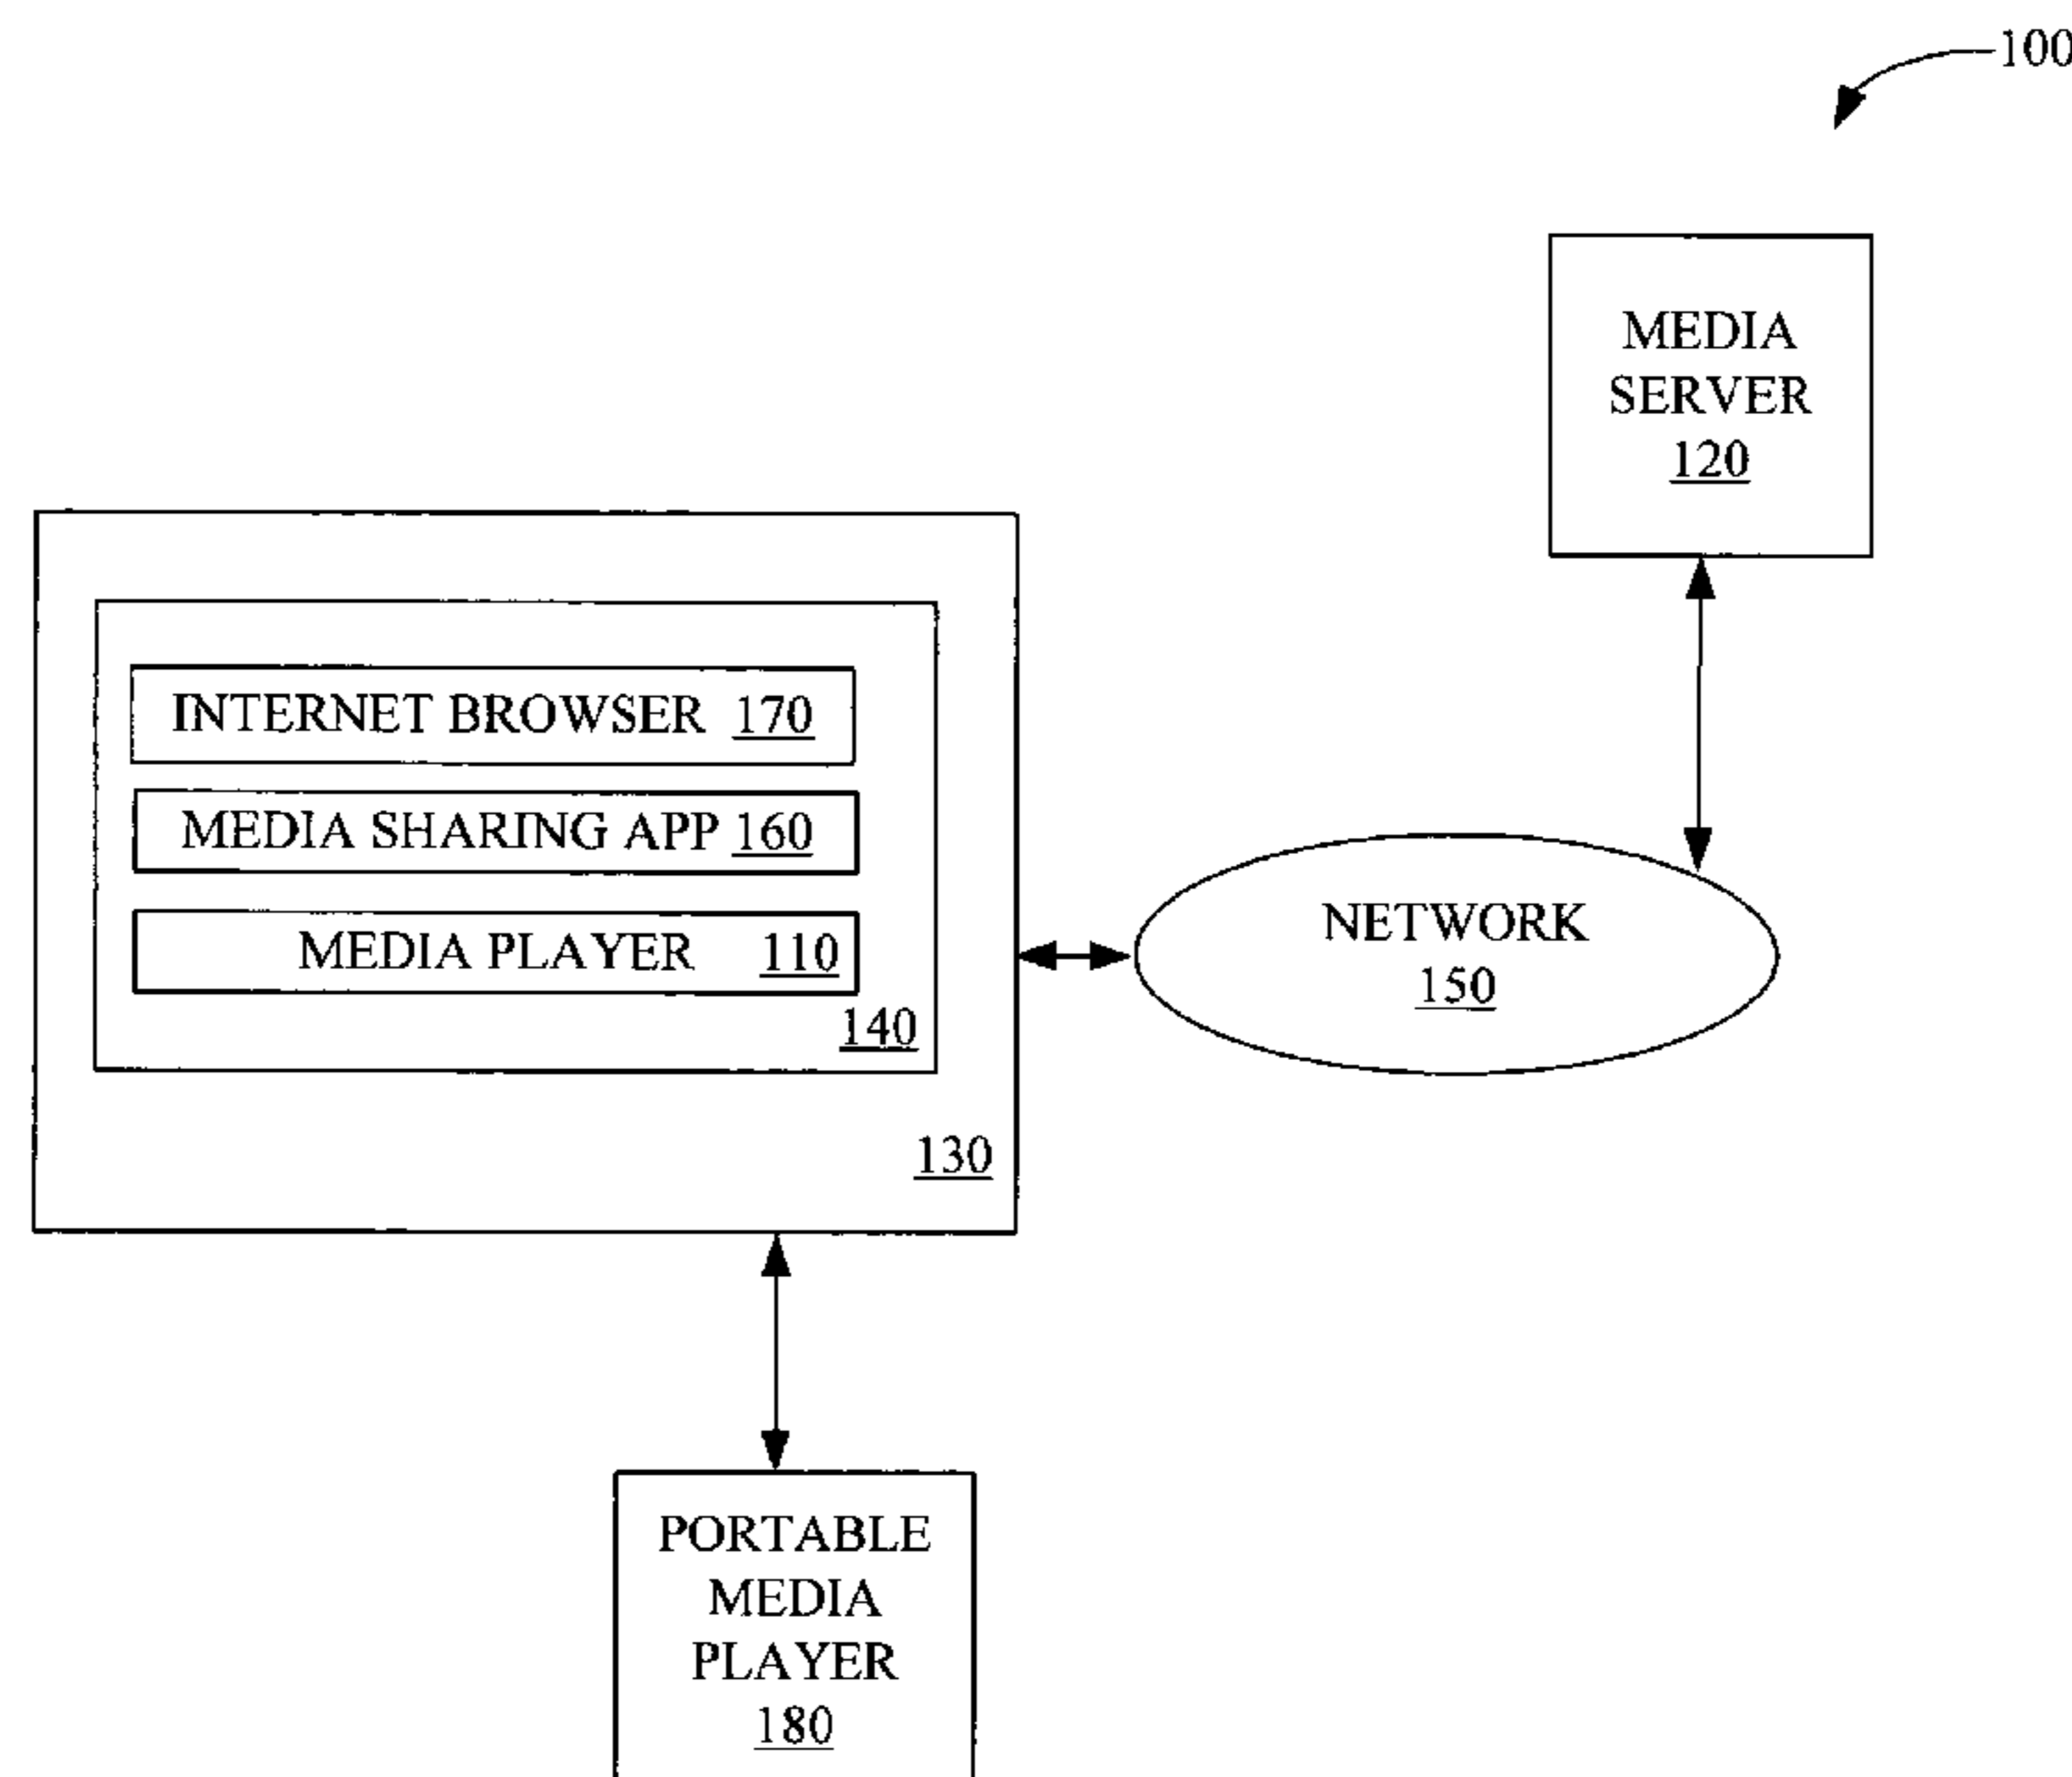 100
MEDIA
SERVER
120
INTERNET BROWSER 170
MEDIA SHARING APP 160
MEDIA PLAYER 110
140
130
NETWORK
150
PORTABLE
MEDIA
PLAYER
180